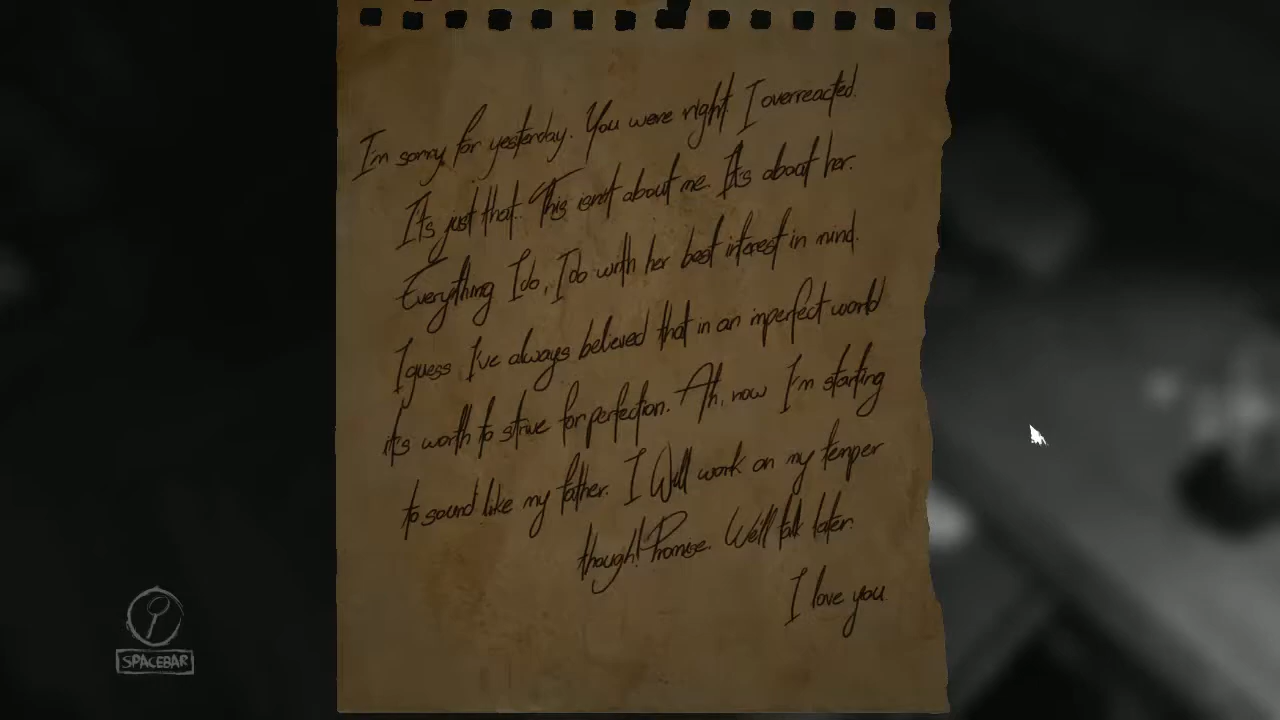 I'm sorry for yesterday. You were right I overreacted.
It's just that. This isn't about me. It's about her.
Everything I do, I do with her best interest in mind.
I guess I've always believed that in an imperfect world
it's worth to strive for perfection. Ah, now I'm starting
to sound like my father. I Will work on my temper
though! Promise. We'll talk later.
I love you
SPACEBAR